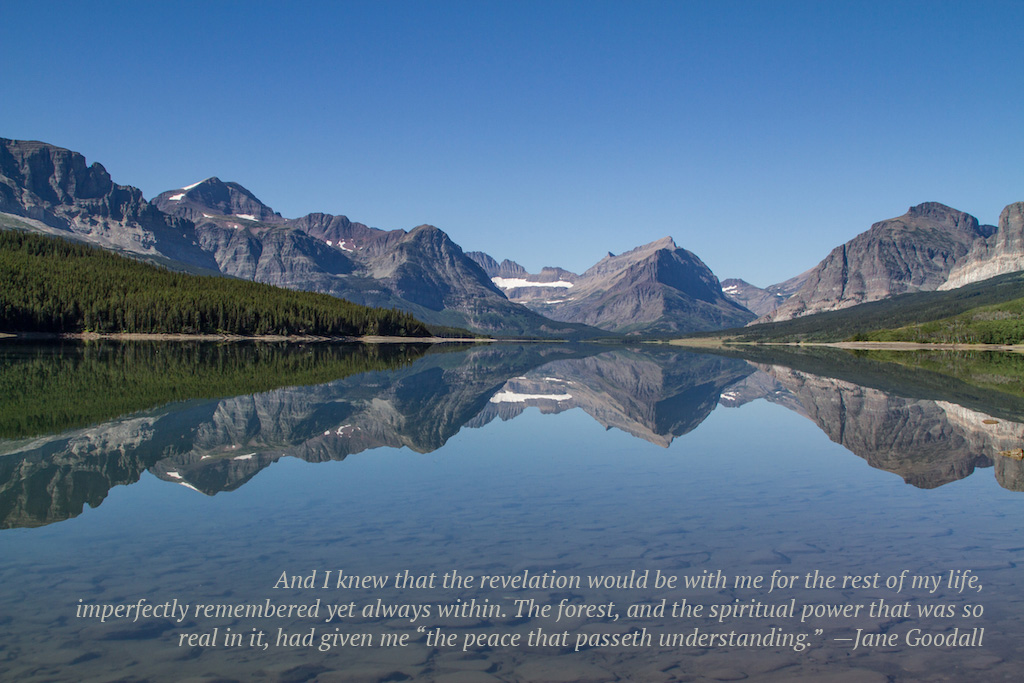 And I knew that the revelation would be with me for the rest of my life,
imperfectly remembered yet always within. The forest, and the spiritual power that was so
real in it, had given me “the peace that passeth understanding.” —Jane Goodall